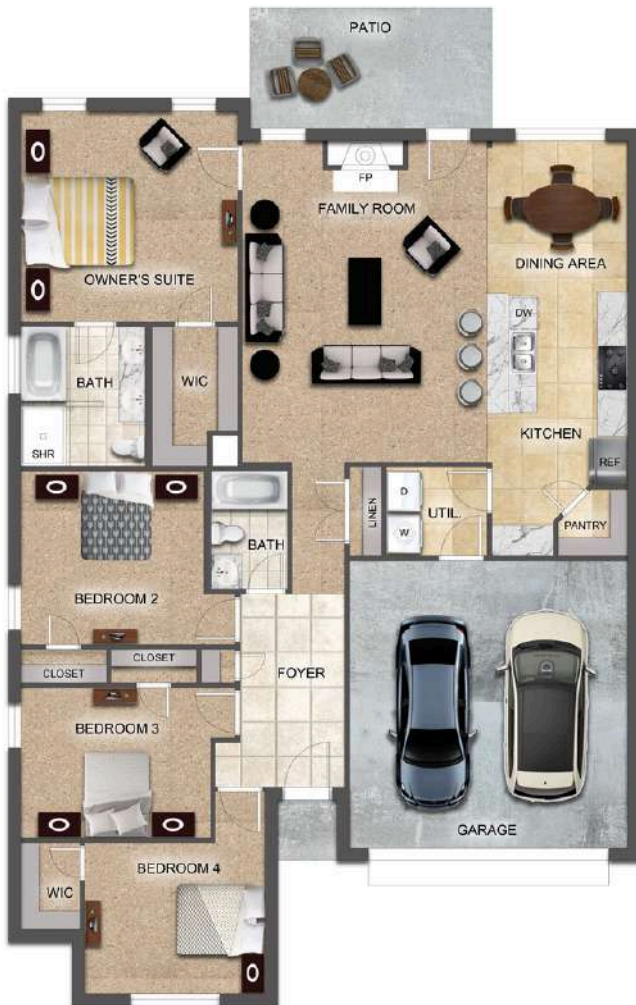 PATIO
FP
FAMILY ROOM
OWNER'S SUITE
DINING AREA
DW
BATH
WIC
SHR
KITCHEN
REF
LINEN
D
UTIL.
W
PANTRY
BATH
BEDROOM 2
CLOSET
CLOSET
FOYER
BEDROOM 3
GARAGE
BEDROOM 4
WIC